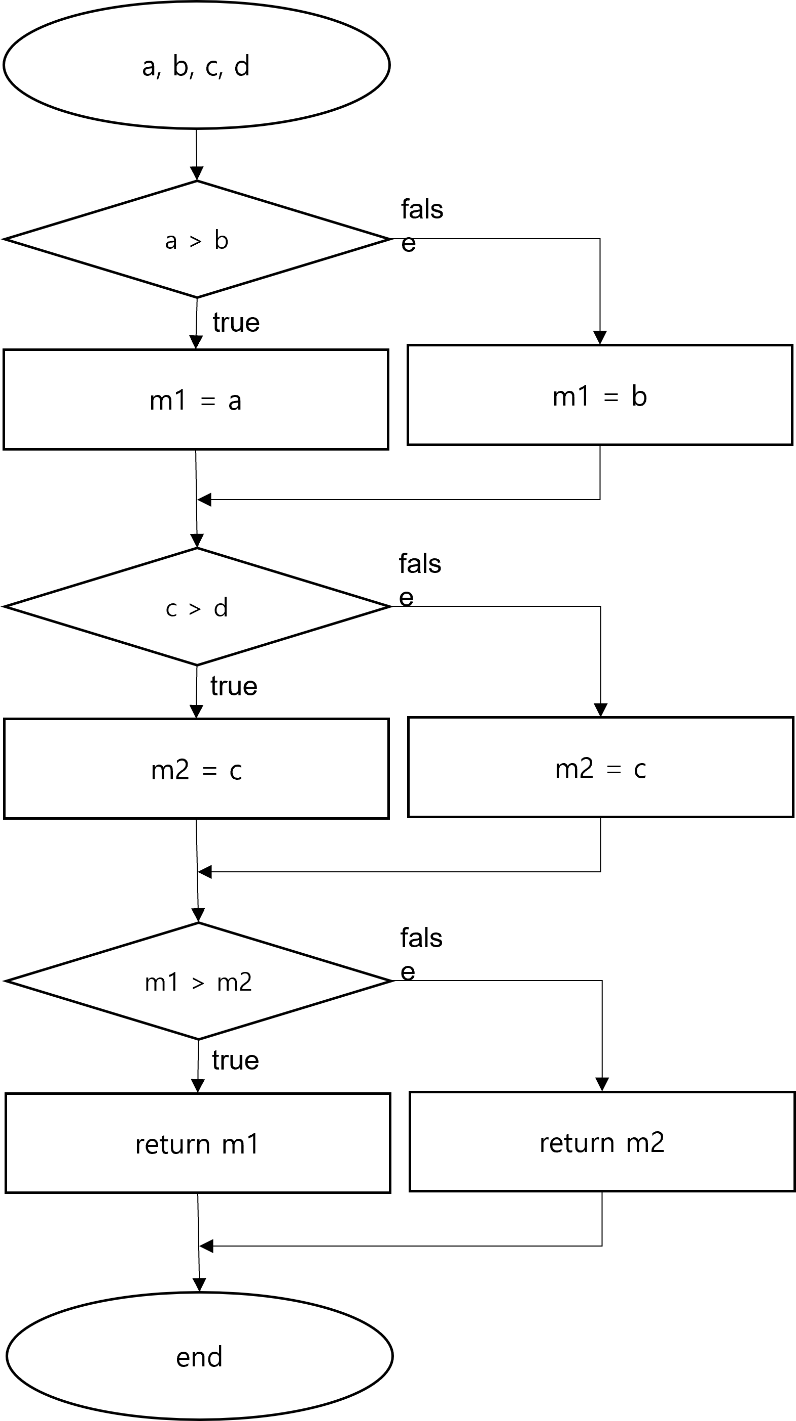 a, b, c, d
fals
e
a > b
true
m1 = a
m1 = b
fals
e
c > d
true
m2 = c
m2 = c
fals
e
m1 > m2
true
return m1
return m2
end